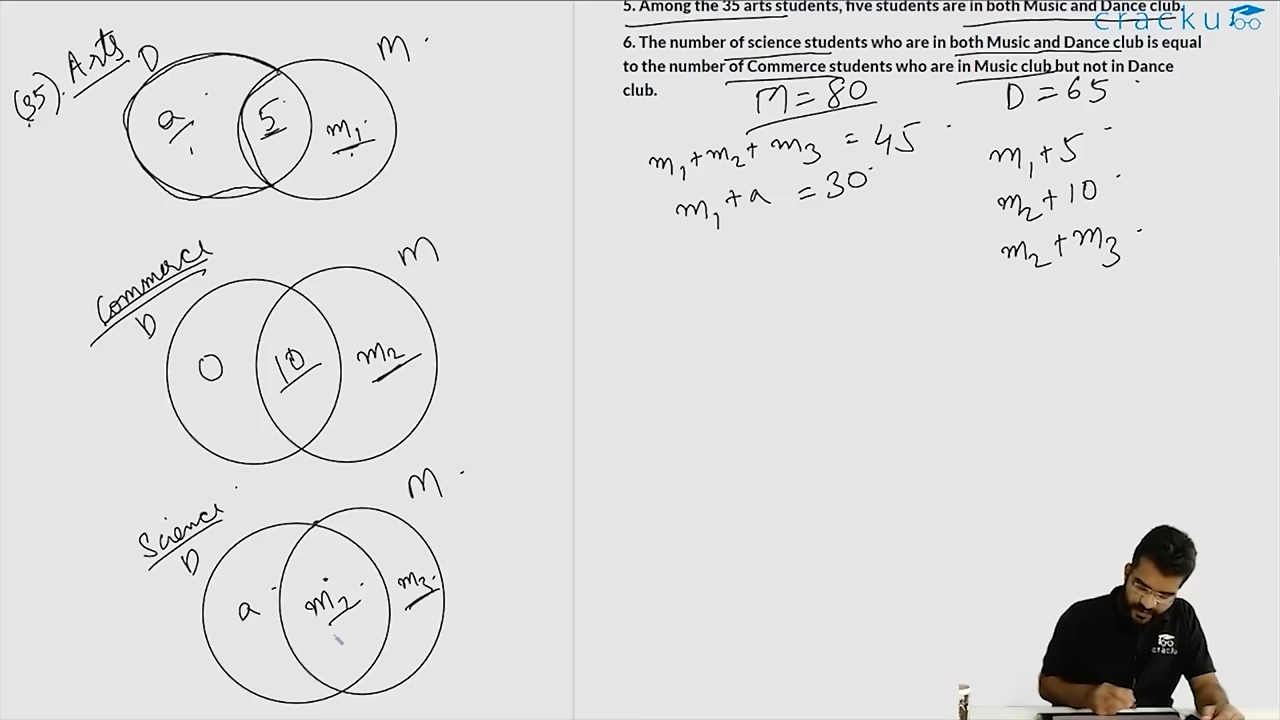 5. Among the 35 arts students, five students are in both Music and Dance club.
cracku
6. The number of science students who are in both Music and Dance club is equal
to the number of Commerce students who are in Music club but not in Dance
club.
M = 80
D = 65
m₁ + m₂ + m₃ = 45
m₁ + a = 30
m₁ + 5
m₂ + 10
m₂ + m₃
(35). Arts
D
M
a
5
m₁
Commerce
D
M
0
10
m₂
Science
D
M
a
m₂
m₃
cracku